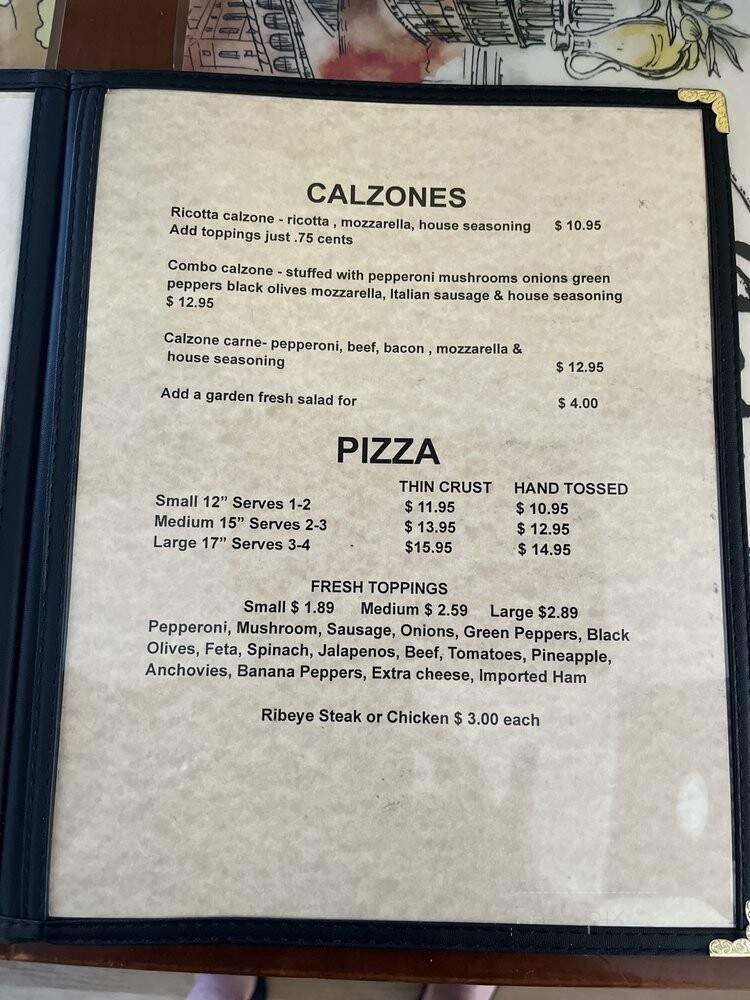 CALZONES
Ricotta calzone - ricotta , mozzarella, house seasoning $ 10.95
Add toppings just .75 cents
Combo calzone - stuffed with pepperoni mushrooms onions green
peppers black olives mozzarella, Italian sausage & house seasoning
$ 12.95
Calzone carne- pepperoni, beef, bacon , mozzarella &
house seasoning $ 12.95
Add a garden fresh salad for $ 4.00
PIZZA
THIN CRUST HAND TOSSED
Small 12” Serves 1-2 $ 11.95 $ 10.95
Medium 15” Serves 2-3 $ 13.95 $ 12.95
Large 17” Serves 3-4 $15.95 $ 14.95
FRESH TOPPINGS
Small $ 1.89 Medium $ 2.59 Large $2.89
Pepperoni, Mushroom, Sausage, Onions, Green Peppers, Black
Olives, Feta, Spinach, Jalapenos, Beef, Tomatoes, Pineapple,
Anchovies, Banana Peppers, Extra cheese, Imported Ham
Ribeye Steak or Chicken $ 3.00 each